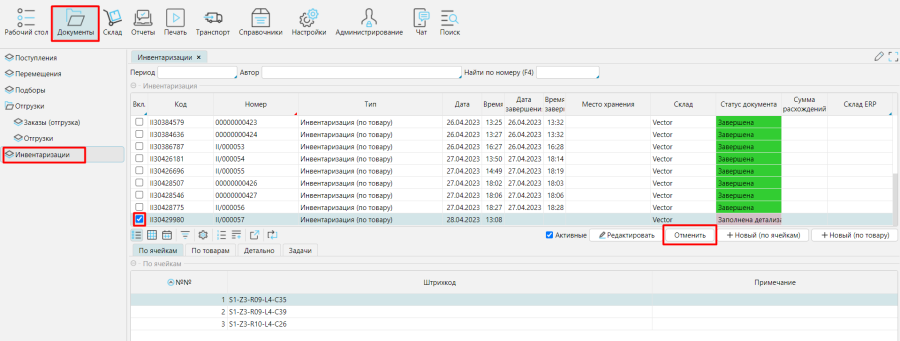 Рабочий стол Документы Склад Отчеты Печать Транспорт Справочники Настройки Администрирование Чат Поиск
Поступления
Перемещения
Подборы
Отгрузки
Заказы (отгрузка)
Отгрузки
Инвентаризации
Инвентаризации ×
Период Автор Найти по номеру (F4)
Инвентаризация
Вкл. Код Номер Тип Дата Время Дата завершени Время завер Место хранения Склад Статус документа Сумма расхождений Склад ERP
II30384579 00000000423 Инвентаризация (по товару) 26.04.2023 13:25 26.04.2023 13:32 Vector Завершена
II30384636 00000000424 Инвентаризация (по товару) 26.04.2023 13:27 26.04.2023 13:32 Vector Завершена
II30386787 II/000053 Инвентаризация (по товару) 26.04.2023 16:27 26.04.2023 16:28 Vector Завершена
II30426181 II/000054 Инвентаризация (по товару) 27.04.2023 13:50 27.04.2023 18:14 Vector Завершена
II30426696 II/000055 Инвентаризация (по товару) 27.04.2023 14:49 27.04.2023 18:19 Vector Завершена
II30428507 00000000426 Инвентаризация (по товару) 27.04.2023 18:02 27.04.2023 18:03 Vector Завершена
II30428546 00000000427 Инвентаризация (по товару) 27.04.2023 18:06 27.04.2023 18:06 Vector Завершена
II30428775 II/000056 Инвентаризация (по товару) 27.04.2023 18:27 27.04.2023 18:28 Vector Завершена
II30429980 II/000057 Инвентаризация (по товару) 28.04.2023 13:08 Vector Заполнена детализа
Активные Редактировать Отменить + Новый (по ячейкам) + Новый (по товару)
По ячейкам По товарам Детально Задачи
По ячейкам
№№ Штрихкод Примечание
1 S1-Z3-R09-L4-C35
2 S1-Z3-R09-L4-C39
3 S1-Z3-R10-L4-C26